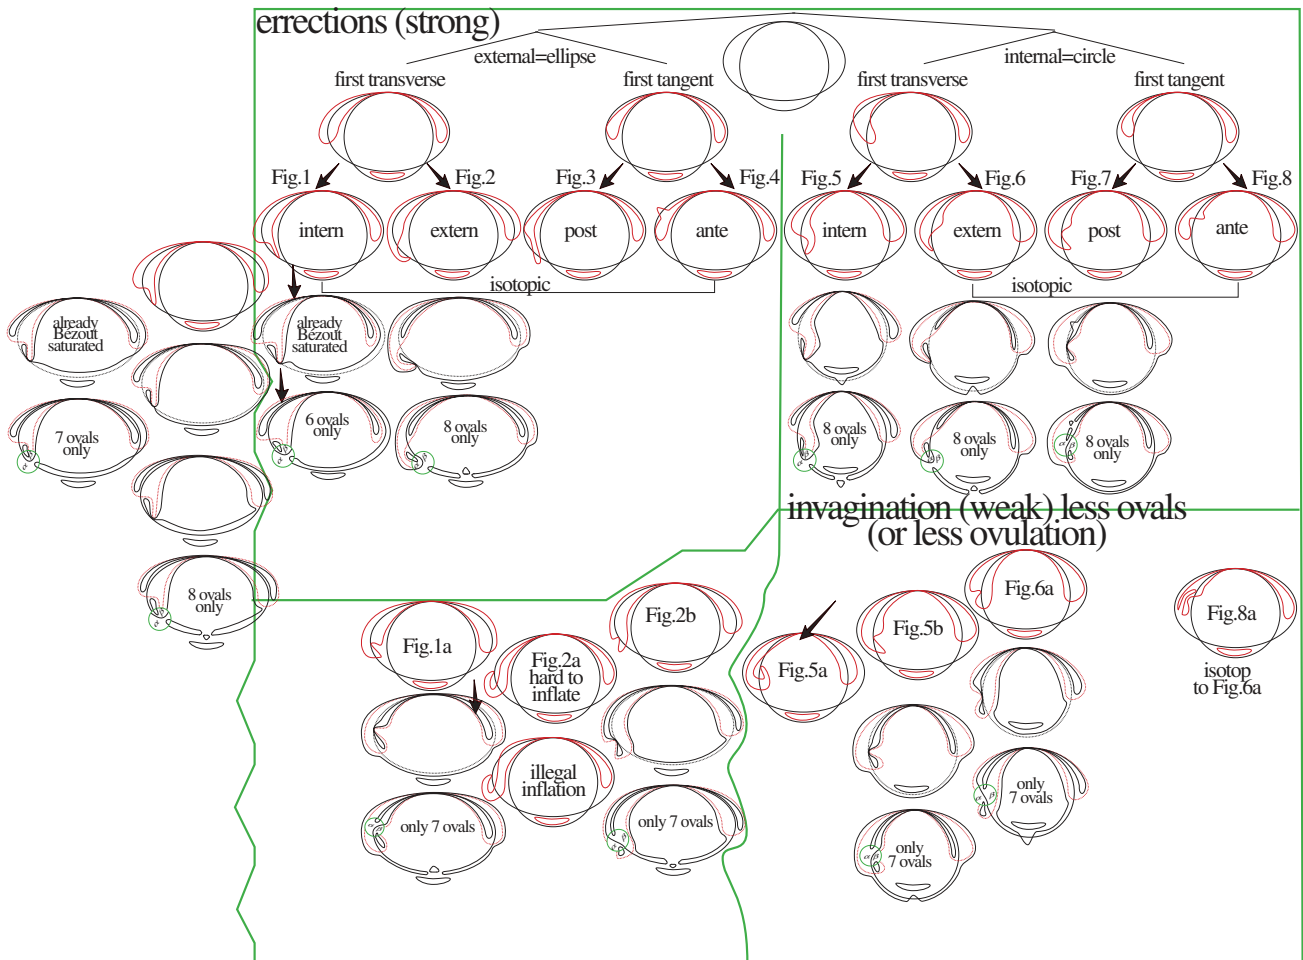 errections (strong)
external=ellipse
internal=circle
first transverse
first tangent
first transverse
first tangent
Fig.1
Fig.2
Fig.3
Fig.4
Fig.5
Fig.6
Fig.7
Fig.8
intern
extern
post
ante
intern
extern
post
ante
isotopic
isotopic
already
Bézout
saturated
already
Bézout
saturated
7 ovals
only
6 ovals
only
8 ovals
only
8 ovals
only
8 ovals
only
8 ovals
only
invagination (weak) less ovals
(or less ovulation)
8 ovals
only
Fig.1a
Fig.2a
hard to
inflate
Fig.2b
Fig.5a
Fig.5b
Fig.6a
Fig.8a
isotop
to Fig.6a
illegal
inflation
only 7 ovals
only 7 ovals
only
7 ovals
only
7 ovals